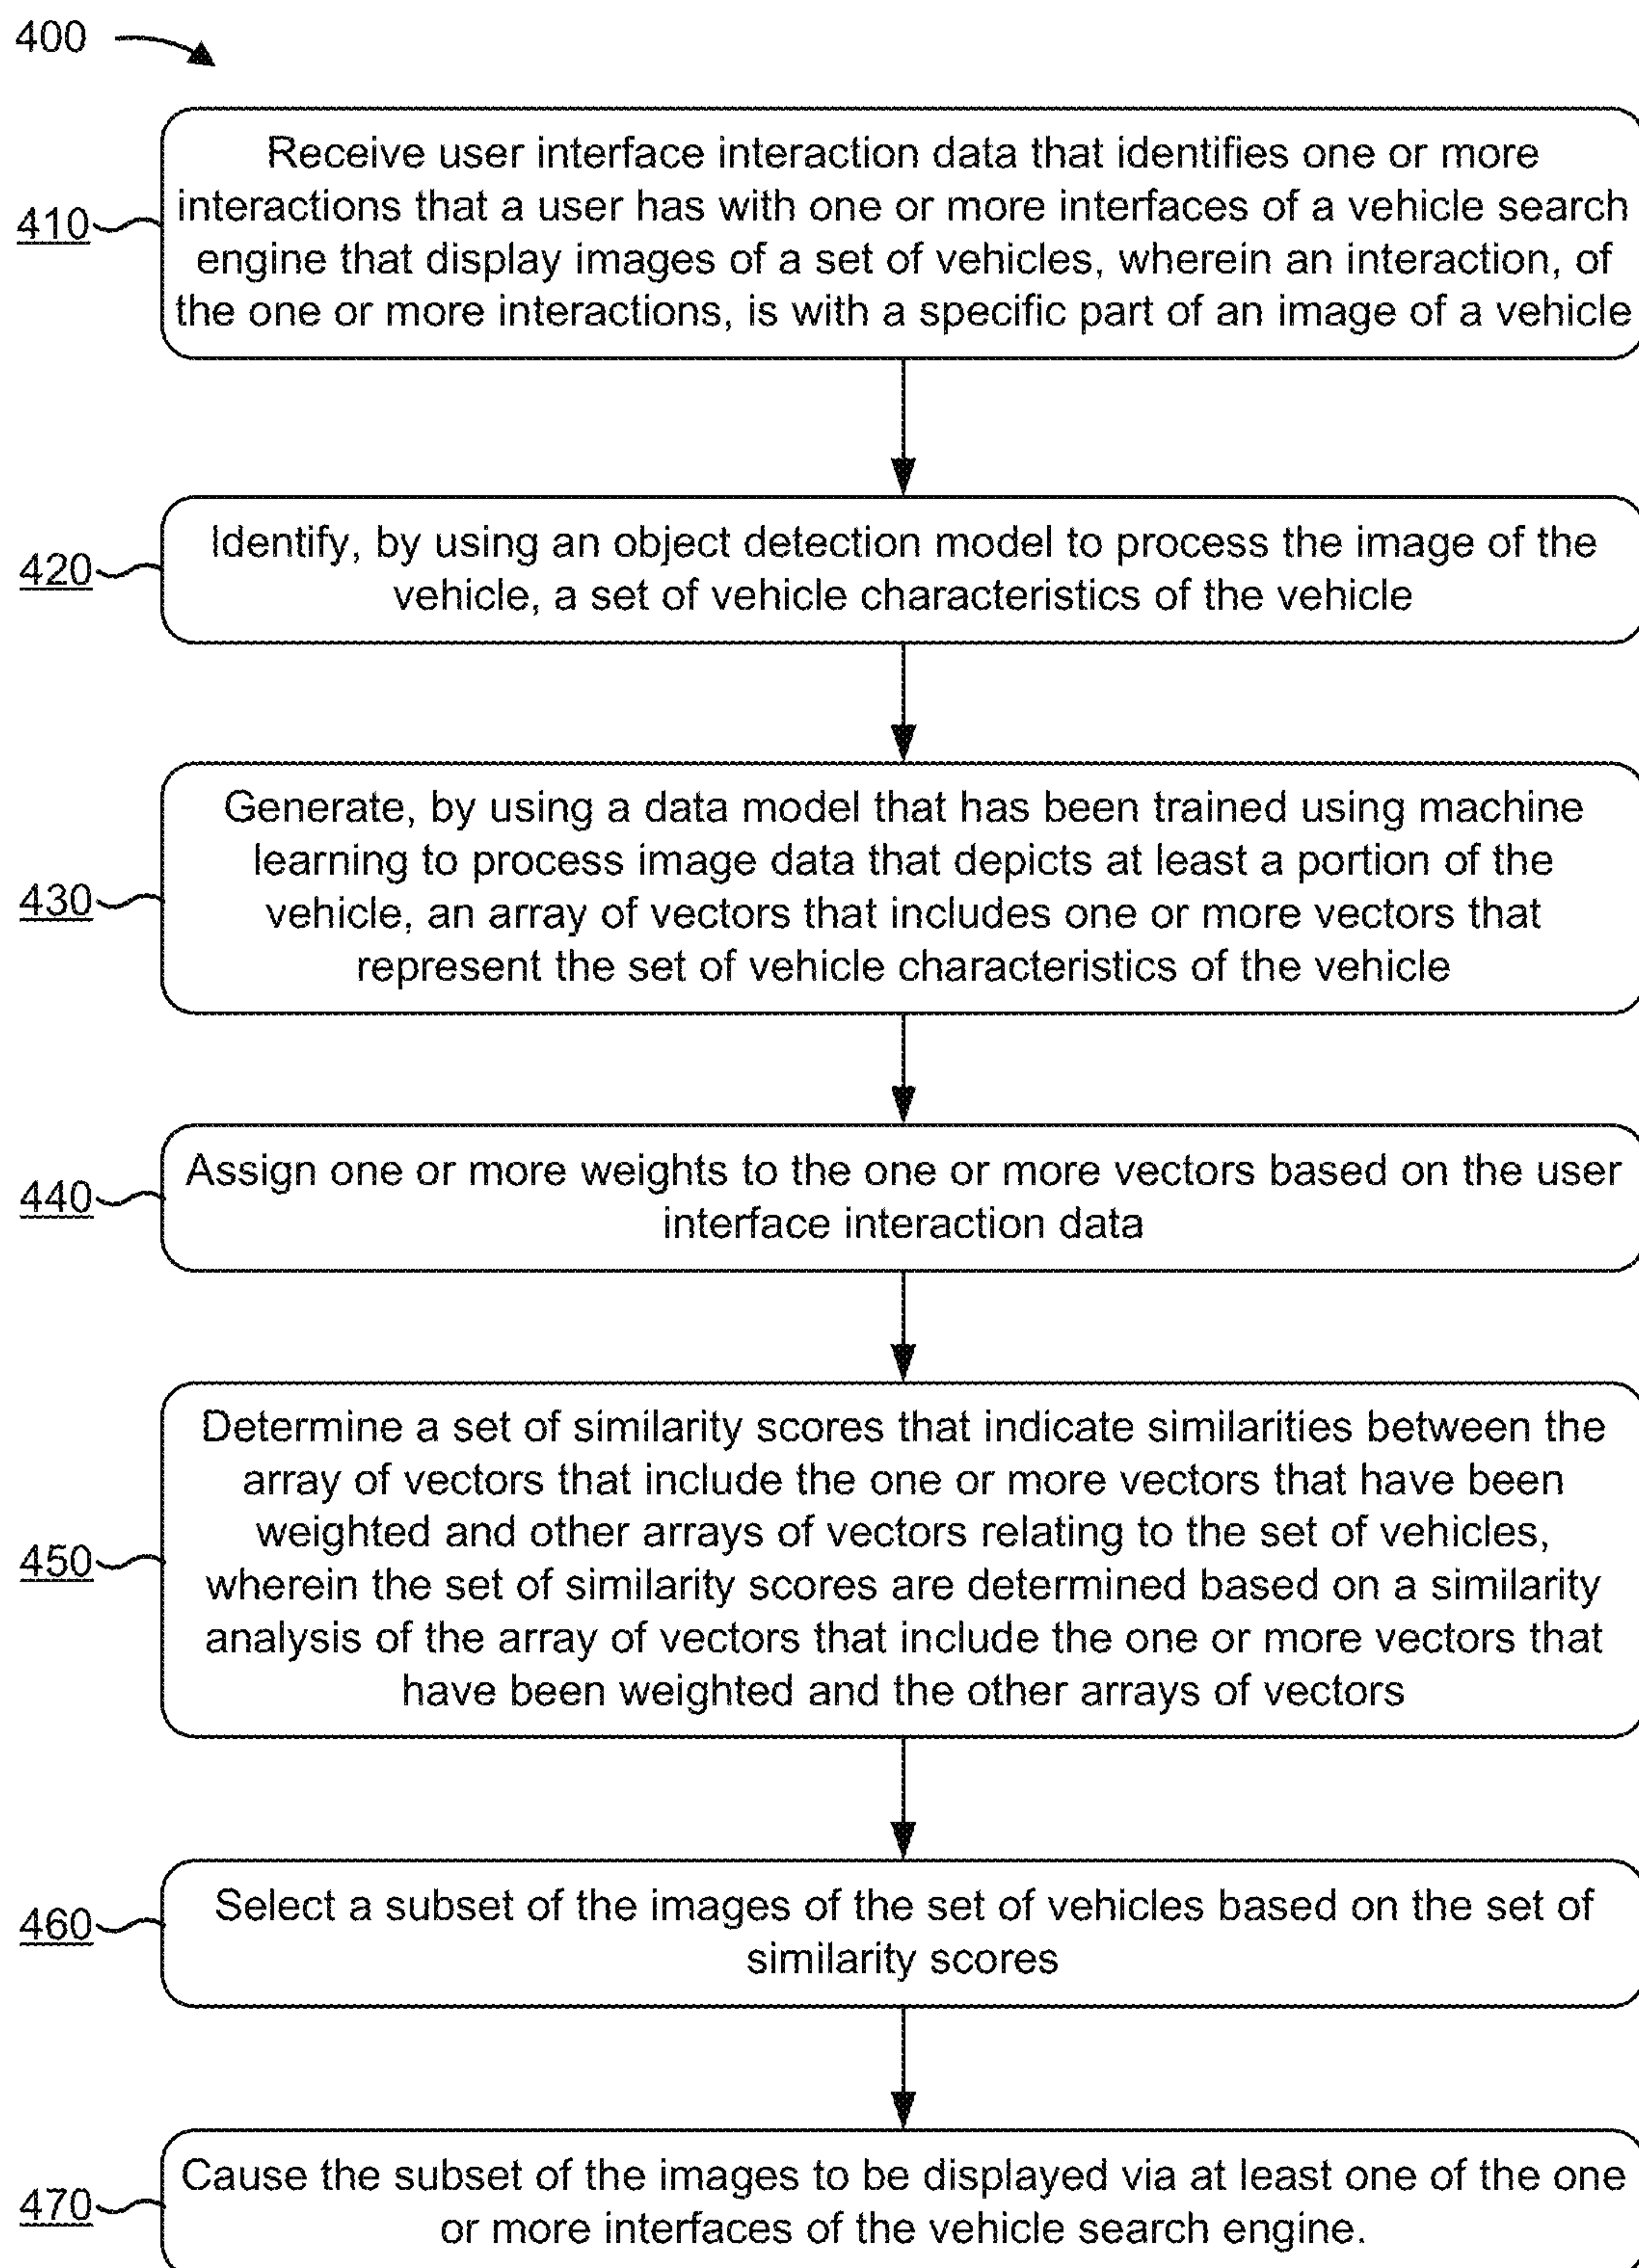 400
Receive user interface interaction data that identifies one or more
interactions that a user has with one or more interfaces of a vehicle search
410
engine that display images of a set of vehicles, wherein an interaction, of
the one or more interactions, is with a specific part of an image of a vehicle
Identify, by using an object detection model to process the image of the
420
vehicle, a set of vehicle characteristics of the vehicle
Generate, by using a data model that has been trained using machine
learning to process image data that depicts at least a portion of the
430
vehicle, an array of vectors that includes one or more vectors that
represent the set of vehicle characteristics of the vehicle
Assign one or more weights to the one or more vectors based on the user
440
interface interaction data
Determine a set of similarity scores that indicate similarities between the
array of vectors that include the one or more vectors that have been
weighted and other arrays of vectors relating to the set of vehicles,
450
wherein the set of similarity scores are determined based on a similarity
analysis of the array of vectors that include the one or more vectors that
have been weighted and the other arrays of vectors
Select a subset of the images of the set of vehicles based on the set of
460
similarity scores
Cause the subset of the images to be displayed via at least one of the one
470
or more interfaces of the vehicle search engine.